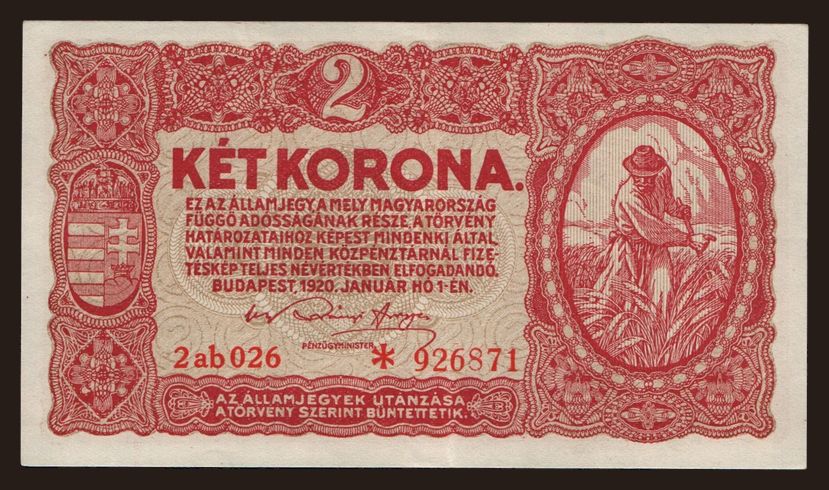 2
KÉT KORONA.
EZ AZ ÁLLAMJEGY, A MELY MAGYARORSZÁG
FÜGGŐ ADÓSSÁGÁNAK RÉSZE, A TÖRVÉNY
HATÁROZATAIHOZ KÉPEST MINDENKI ÁLTAL,
VALAMINT MINDEN KÖZPÉNZTÁRNÁL FIZE-
TÉSKÉP TELJES NÉVÉRTÉKBEN ELFOGADANDÓ.
BUDAPEST, 1920. JANUÁR HÓ 1-ÉN.
PÉNZÜGYMINISTER.
2ab026 * 926871
AZ ÁLLAMJEGYEK UTÁNZÁSA
A TÖRVÉNY SZERINT BÜNTETTETIK.